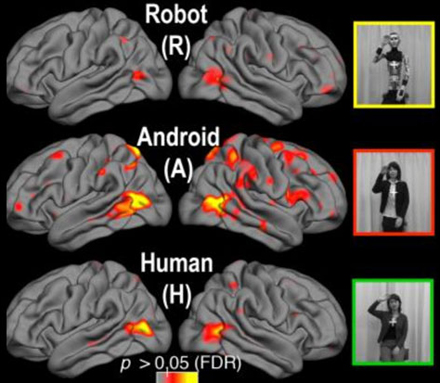 Robot
(R)
Android
(A)
Human
(H)
p > 0,05 (FDR)